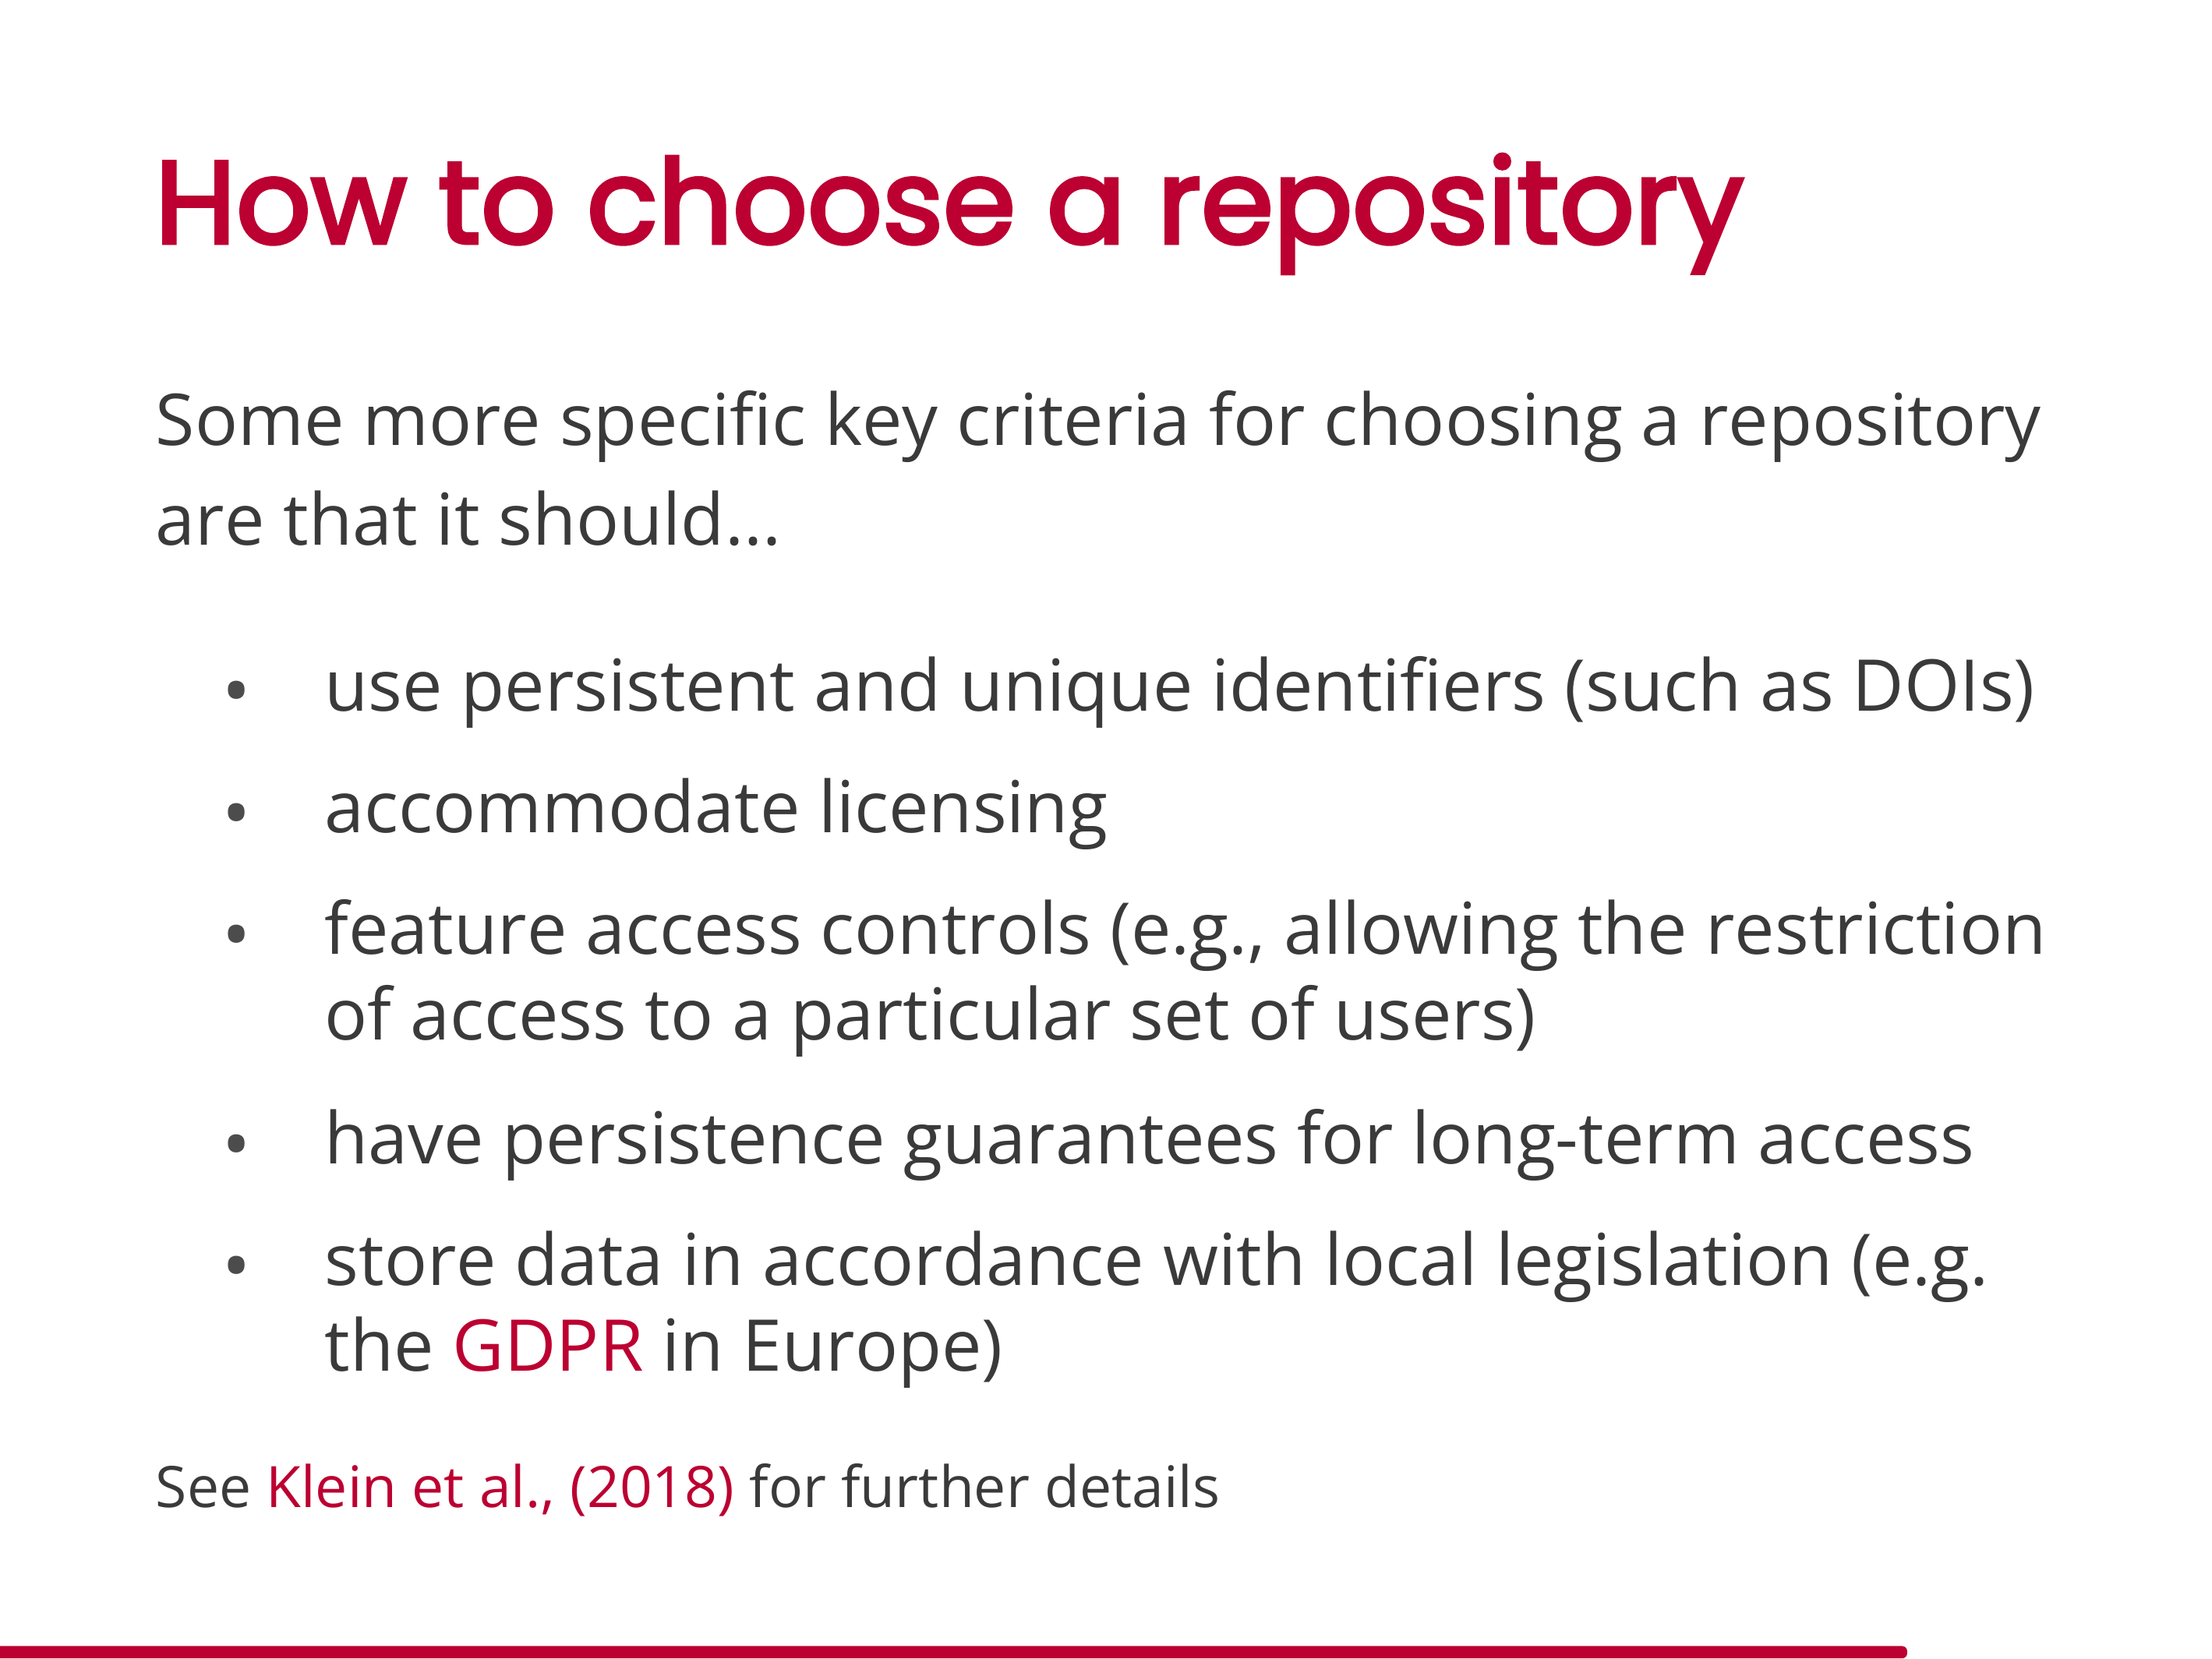 How to choose a repository
Some more specific key criteria for choosing a repository
are that it should…
• use persistent and unique identifiers (such as DOIs)
• accommodate licensing
• feature access controls (e.g., allowing the restriction
of access to a particular set of users)
• have persistence guarantees for long-term access
• store data in accordance with local legislation (e.g.
the GDPR in Europe)
See Klein et al., (2018) for further details